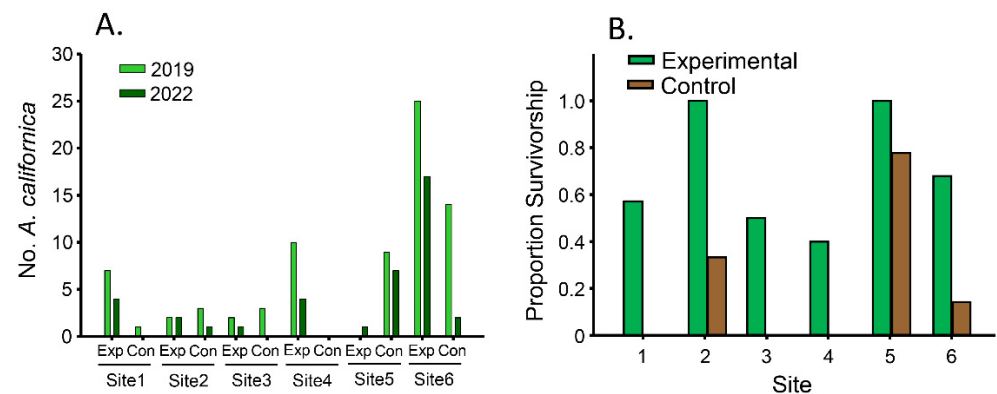 A.
30
25
20
15
10
5
0
No. A. californica
2019
2022
Exp Con Exp Con Exp Con Exp Con Exp Con Exp Con
Site1 Site2 Site3 Site4 Site5 Site6
B.
Experimental
Control
1.0
0.8
0.6
0.4
0.2
0
Proportion Survivorship
1 2 3 4 5 6
Site